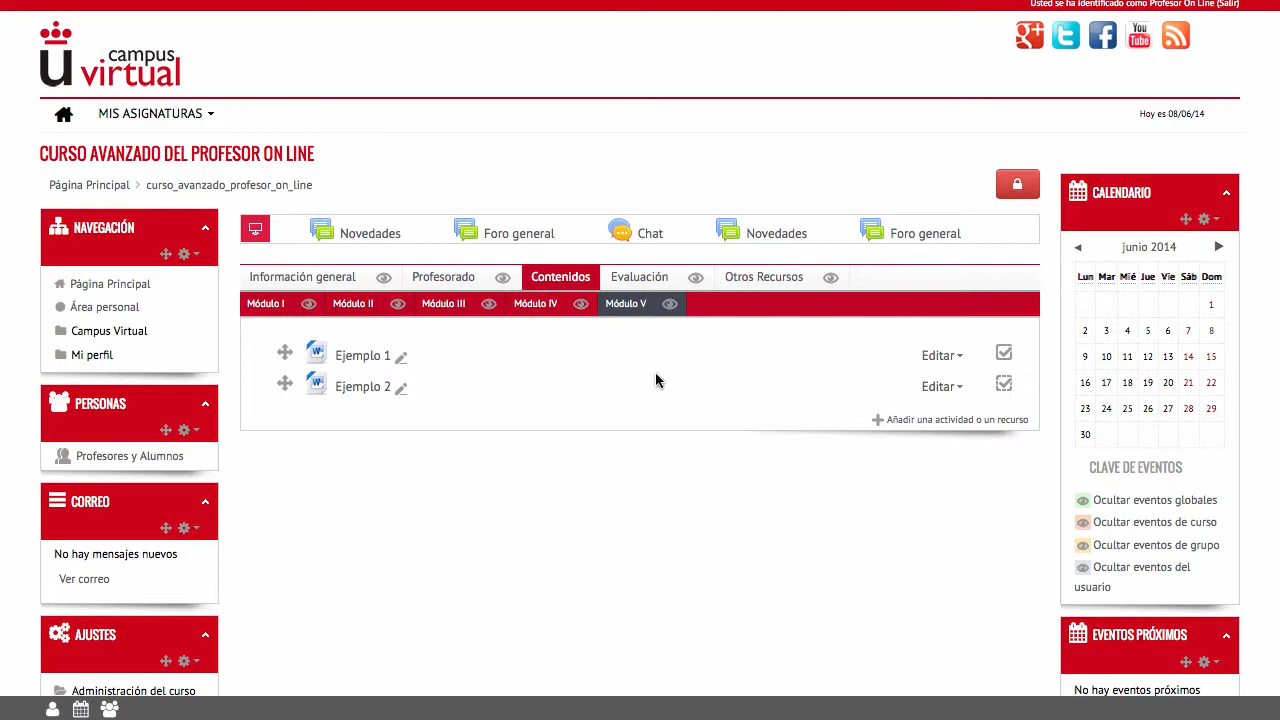 Usted se ha identificado como Profesor On Line (Salir)
campus
virtual
You
Tube
MIS ASIGNATURAS
Hoy es 08/06/14
CURSO AVANZADO DEL PROFESOR ON LINE
Página Principal > curso_avanzado_profesor_on_line
NAVEGACIÓN
Página Principal
Área personal
Campus Virtual
Mi perfil
PERSONAS
Profesores y Alumnos
CORREO
No hay mensajes nuevos
Ver correo
AJUSTES
Administración del curso
Novedades Foro general Chat Novedades Foro general
Información general Profesorado Contenidos Evaluación Otros Recursos
Módulo I Módulo II Módulo III Módulo IV Módulo V
Ejemplo 1 Editar
Ejemplo 2 Editar
Añadir una actividad o un recurso
CALENDARIO
junio 2014
Lun Mar Mié Jue Vie Sáb Dom
1
2 3 4 5 6 7 8
9 10 11 12 13 14 15
16 17 18 19 20 21 22
23 24 25 26 27 28 29
30
CLAVE DE EVENTOS
Ocultar eventos globales
Ocultar eventos de curso
Ocultar eventos de grupo
Ocultar eventos del
usuario
EVENTOS PRÓXIMOS
No hay eventos próximos